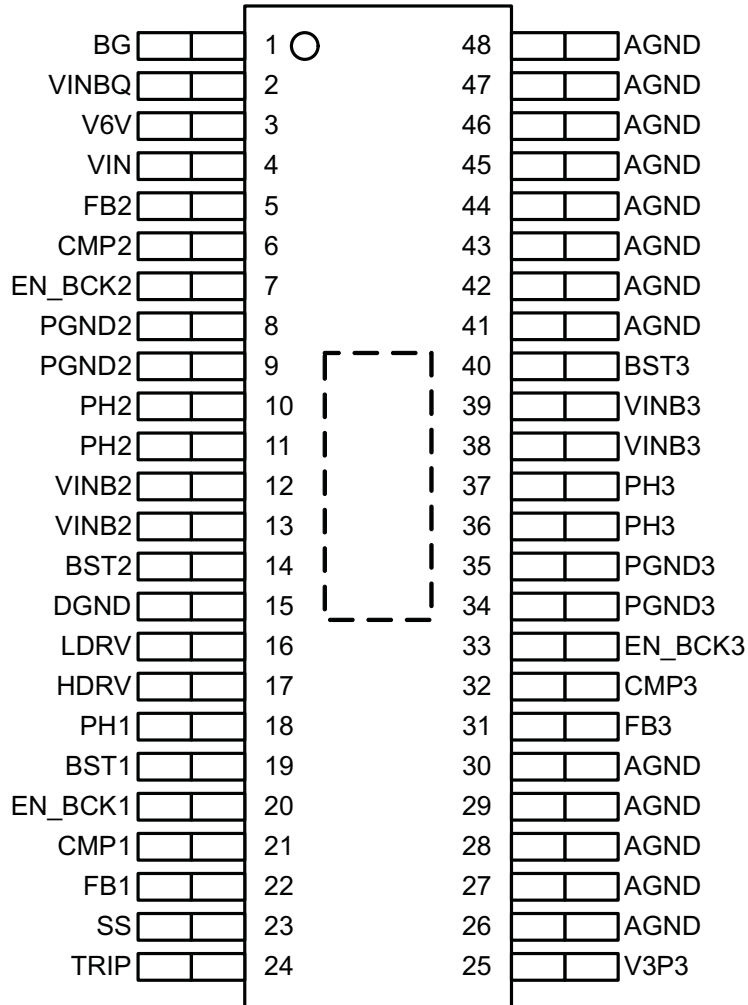 BG 1 48 AGND
VINBQ 2 47 AGND
V6V 3 46 AGND
VIN 4 45 AGND
FB2 5 44 AGND
CMP2 6 43 AGND
EN_BCK2 7 42 AGND
PGND2 8 41 AGND
PGND2 9 40 BST3
PH2 10 39 VINB3
PH2 11 38 VINB3
VINB2 12 37 PH3
VINB2 13 36 PH3
BST2 14 35 PGND3
DGND 15 34 PGND3
LDRV 16 33 EN_BCK3
HDRV 17 32 CMP3
PH1 18 31 FB3
BST1 19 30 AGND
EN_BCK1 20 29 AGND
CMP1 21 28 AGND
FB1 22 27 AGND
SS 23 26 AGND
TRIP 24 25 V3P3